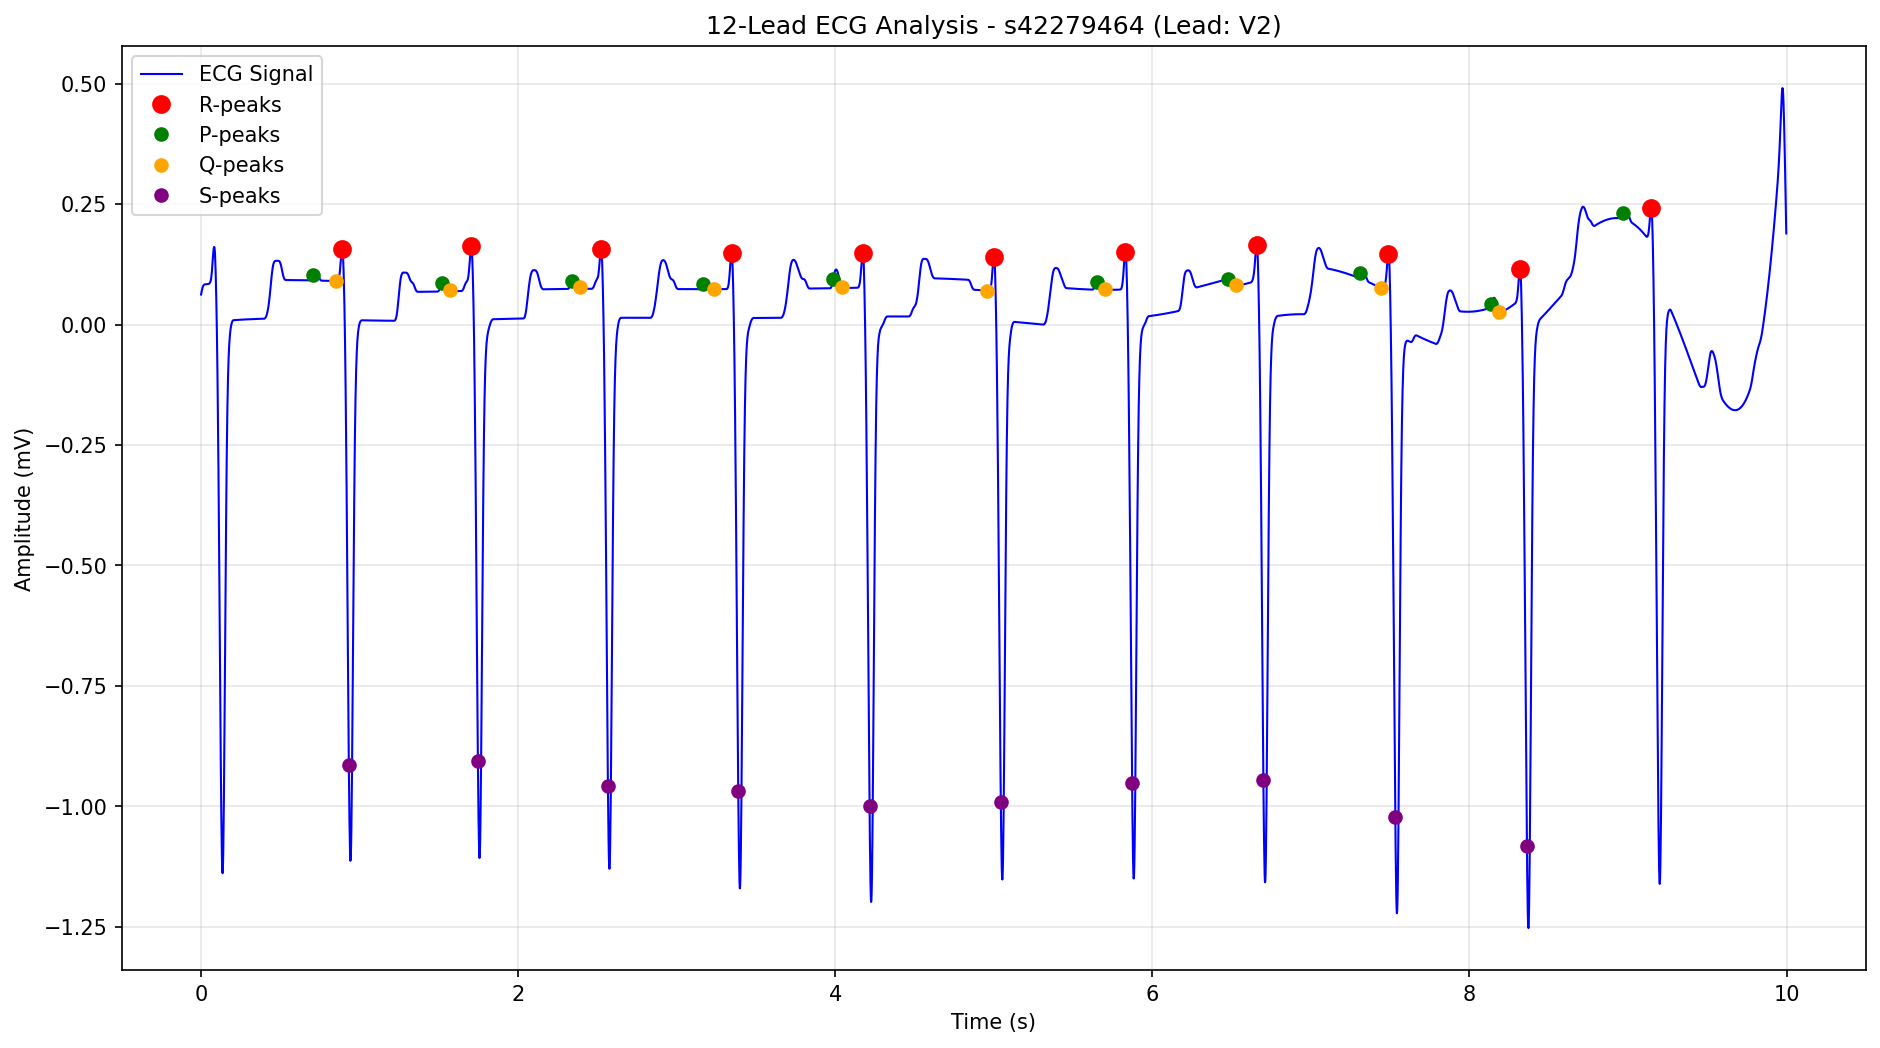 12-Lead ECG Analysis - s42279464 (Lead: V2)
ECG Signal
R-peaks
P-peaks
Q-peaks
S-peaks
0.50
0.25
0.00
−0.25
−0.50
−0.75
−1.00
−1.25
Amplitude (mV)
0 2 4 6 8 10
Time (s)